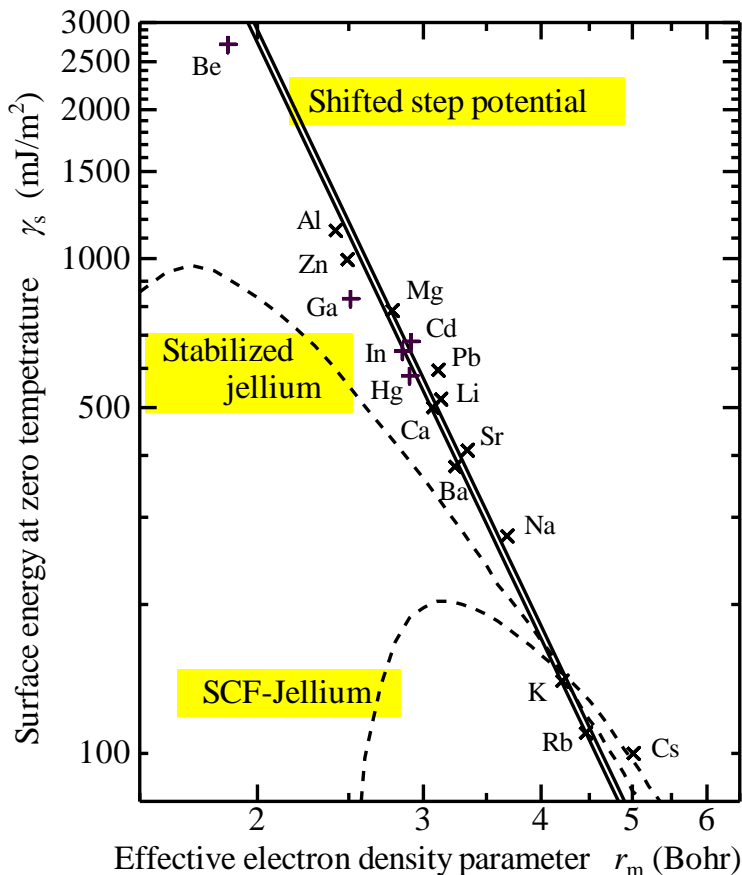 3000
2500
2000
1500
1000
500
100
Surface energy at zero tempetrature γs (mJ/m²)
Be
Shifted step potential
Al
Zn
Ga
Mg
Cd
In
Pb
Hg
Li
Ca
Sr
Ba
Na
Stabilized
jellium
SCF-Jellium
K
Rb
Cs
2
3
4
5
6
Effective electron density parameter rm (Bohr)